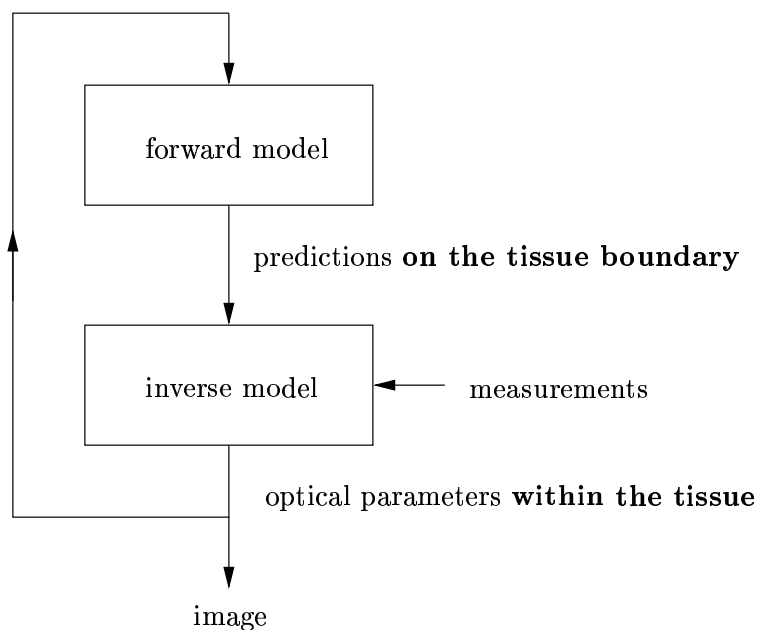 forward model
predictions on the tissue boundary
inverse model
measurements
optical parameters within the tissue
image